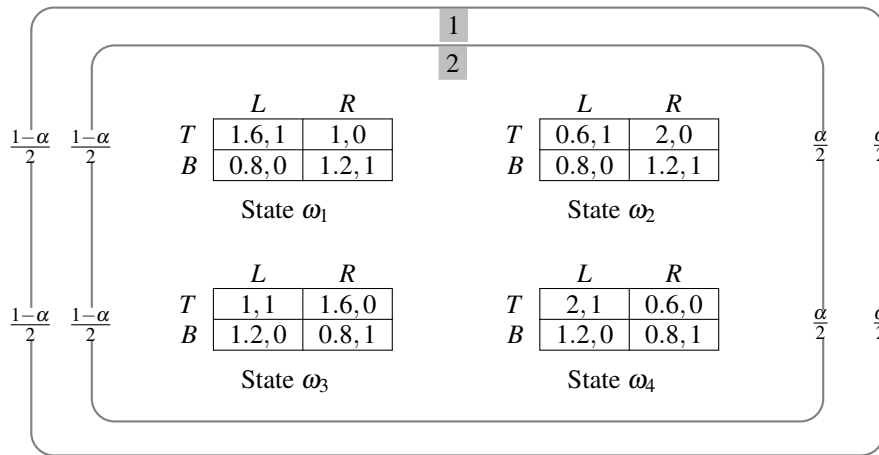 1
2
L R L R
T 1.6,1 1,0 T 0.6,1 2,0
B 0.8,0 1.2,1 B 0.8,0 1.2,1
1−α/2 1−α/2 α/2
State ω₁ State ω₂
L R L R
T 1,1 1.6,0 T 2,1 0.6,0
B 1.2,0 0.8,1 B 1.2,0 0.8,1
1−α/2 1−α/2 α/2
State ω₃ State ω₄